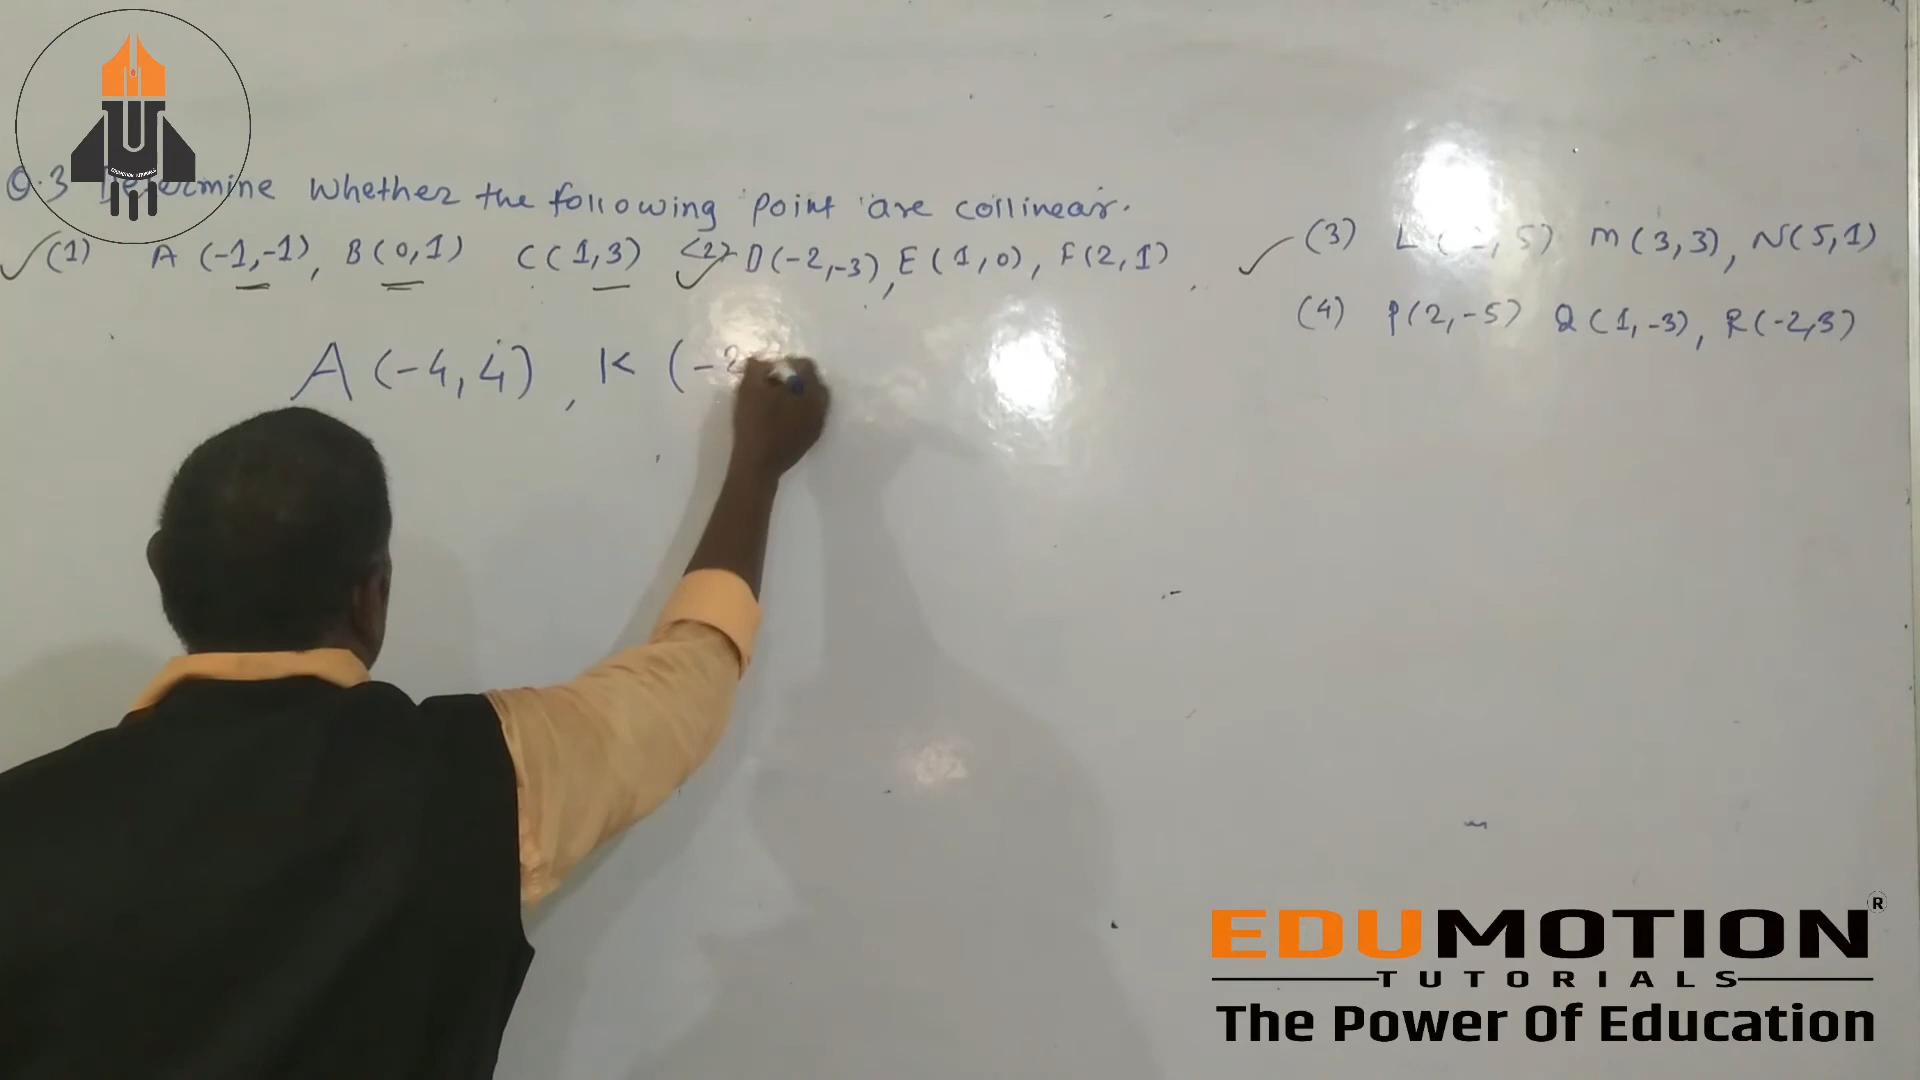 Q.3 Determine whether the following point are collinear.
(1) A (-1,-1), B(0,1) C(1,3) (2) D(-2,-3), E(1,0), F(2,1)
(3) L( ,5) M(3,3), N(5,1)
(4) P(2,-5) Q(1,-3), R(-2,3)
A(-4,4), K (-2
EDUMOTION®
TUTORIALS
The Power Of Education